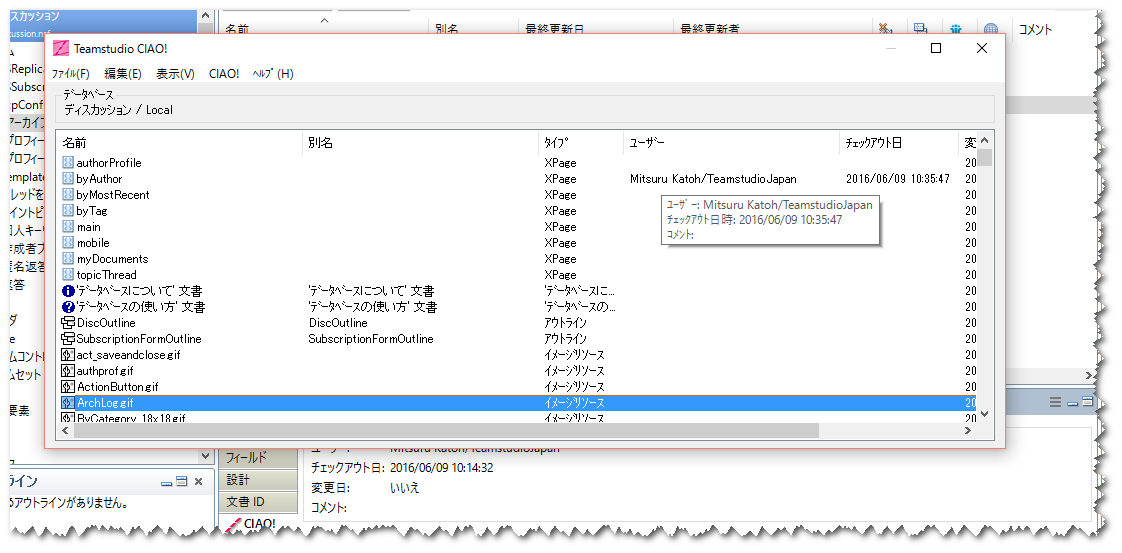 スカッション
cussion.nsf
名前 別名 最終更新日 最終更新者 コメント
Teamstudio CIAO!
ﾌｧｲﾙ(F) 編集(E) 表示(V) CIAO! ﾍﾙﾌﾟ(H)
ﾃﾞｰﾀﾍﾞｰｽ
ディスカッション / Local
名前 別名 ﾀｲﾌﾟ ﾕｰｻﾞｰ ﾁｪｯｸｱｳﾄ日 変
authorProfile XPage 20
byAuthor XPage Mitsuru Katoh/TeamstudioJapan 2016/06/09 10:35:47 20
byMostRecent XPage 20
byTag XPage 20
main XPage 20
mobile XPage 20
myDocuments XPage 20
topicThread XPage 20
ﾕｰｻﾞｰ: Mitsuru Katoh/TeamstudioJapan
ﾁｪｯｸｱｳﾄ日時: 2016/06/09 10:35:47
ｺﾒﾝﾄ:
'ﾃﾞｰﾀﾍﾞｰｽについて' 文書 'ﾃﾞｰﾀﾍﾞｰｽについて' 文書 'ﾃﾞｰﾀﾍﾞｰｽに... 20
'ﾃﾞｰﾀﾍﾞｰｽの使い方' 文書 'ﾃﾞｰﾀﾍﾞｰｽの使い方' 文書 'ﾃﾞｰﾀﾍﾞｰｽの... 20
DiscOutline DiscOutline ｱｳﾄﾗｲﾝ 20
SubscriptionFormOutline SubscriptionFormOutline ｱｳﾄﾗｲﾝ 20
act_saveandclose.gif ｲﾒｰｼﾞﾘｿｰｽ 20
authprof.gif ｲﾒｰｼﾞﾘｿｰｽ 20
ActionButton.gif ｲﾒｰｼﾞﾘｿｰｽ 20
ArchLog.gif ｲﾒｰｼﾞﾘｿｰｽ 20
ByCategory_18x18.gif ｲﾒｰｼﾞﾘｿｰｽ 20
A
Replic
Subscr
pConf
アーカイブ
プロフィー
プロフィー
emplat
レッドを
イントピ
個人キー
作成者プ
匿名返答
返答
ダ
e
ムコントロ
ムセット
要素
フィールド
設計
文書 ID
CIAO!
ユーザー: Mitsuru Katoh/TeamstudioJapan
チェックアウト日: 2016/06/09 10:14:32
変更日: いいえ
コメント:
ライン
るアウトラインがありません。